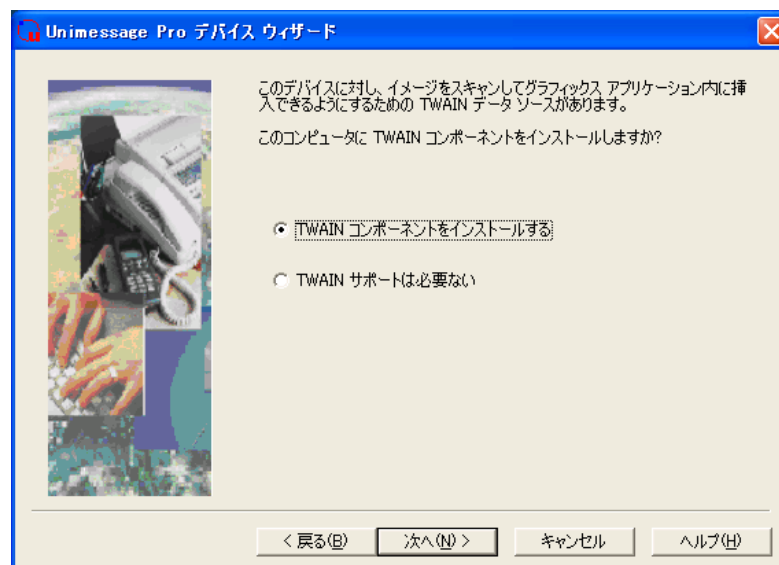 Unimessage Pro デバイス ウィザード
このデバイスに対し、イメージをスキャンしてグラフィックス アプリケーション内に挿
入できるようにするための TWAIN データ ソースがあります。
このコンピュータに TWAIN コンポーネントをインストールしますか?
TWAIN コンポーネントをインストールする
TWAIN サポートは必要ない
< 戻る(B)
次へ(N) >
キャンセル
ヘルプ(H)